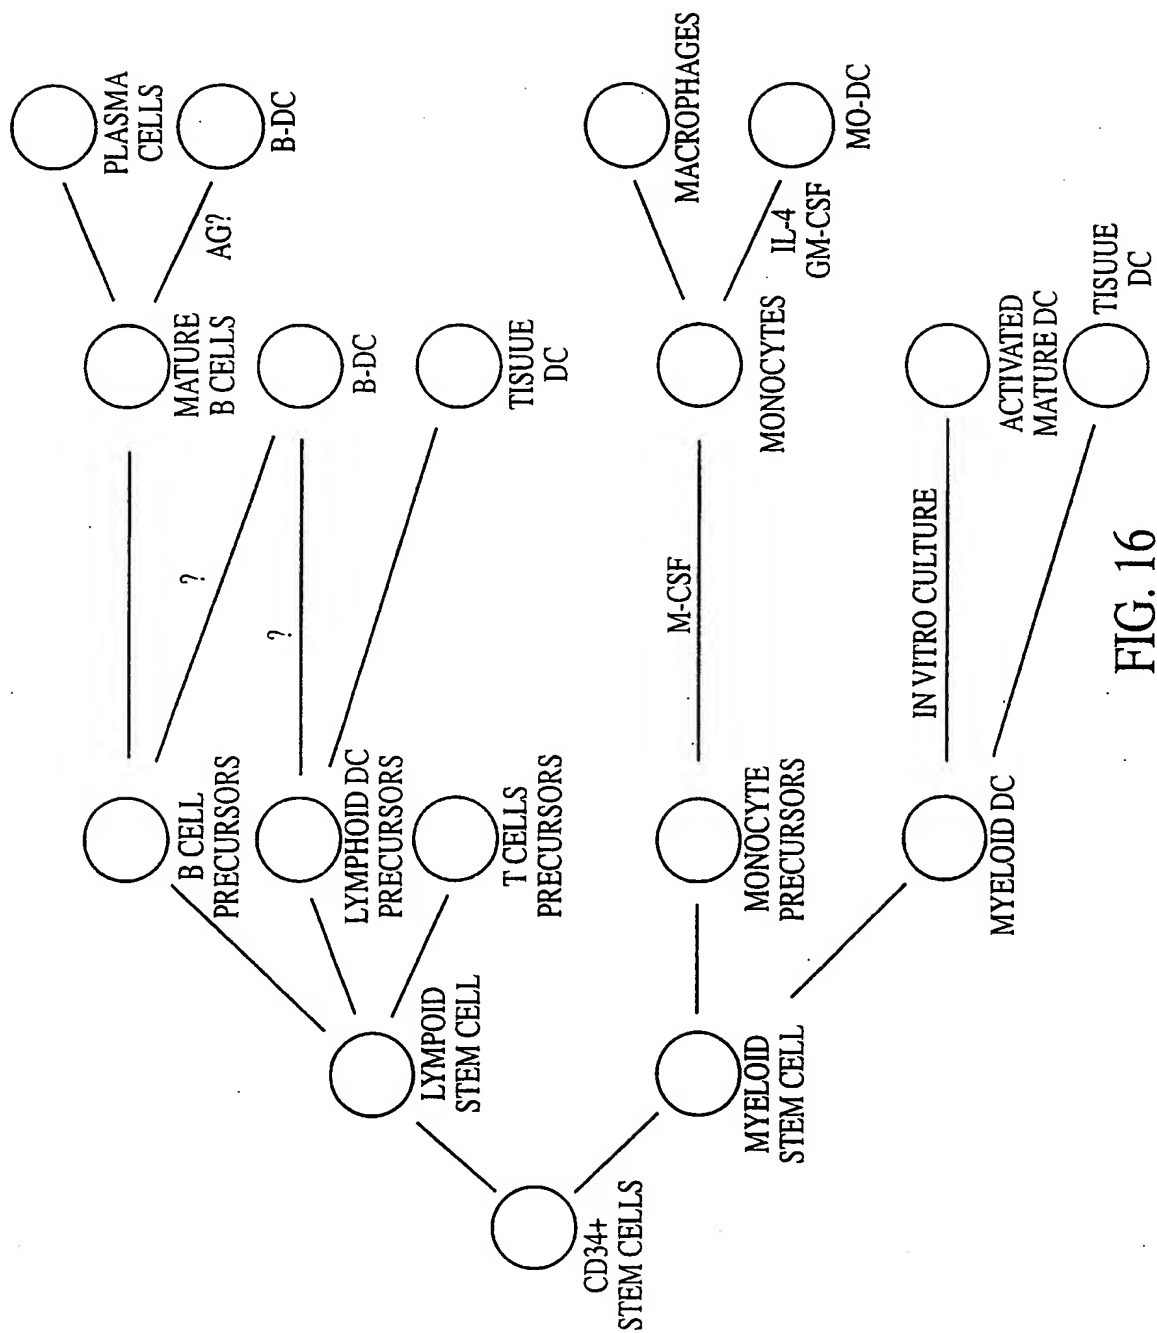 PLASMA
CELLS
B-DC
AG?
MATURE
B CELLS
B-DC
TISUUE
DC
?
?
B CELL
PRECURSORS
LYMPHOID DC
PRECURSORS
T CELLS
PRECURSORS
LYMPOID
STEM CELL
CD34+
STEM CELLS
MYELOID
STEM CELL
MONOCYTE
PRECURSORS
M-CSF
MONOCYTES
MACROPHAGES
IL-4
GM-CSF
MO-DC
MYELOID DC
IN VITRO CULTURE
ACTIVATED
MATURE DC
TISUUE
DC
FIG. 16